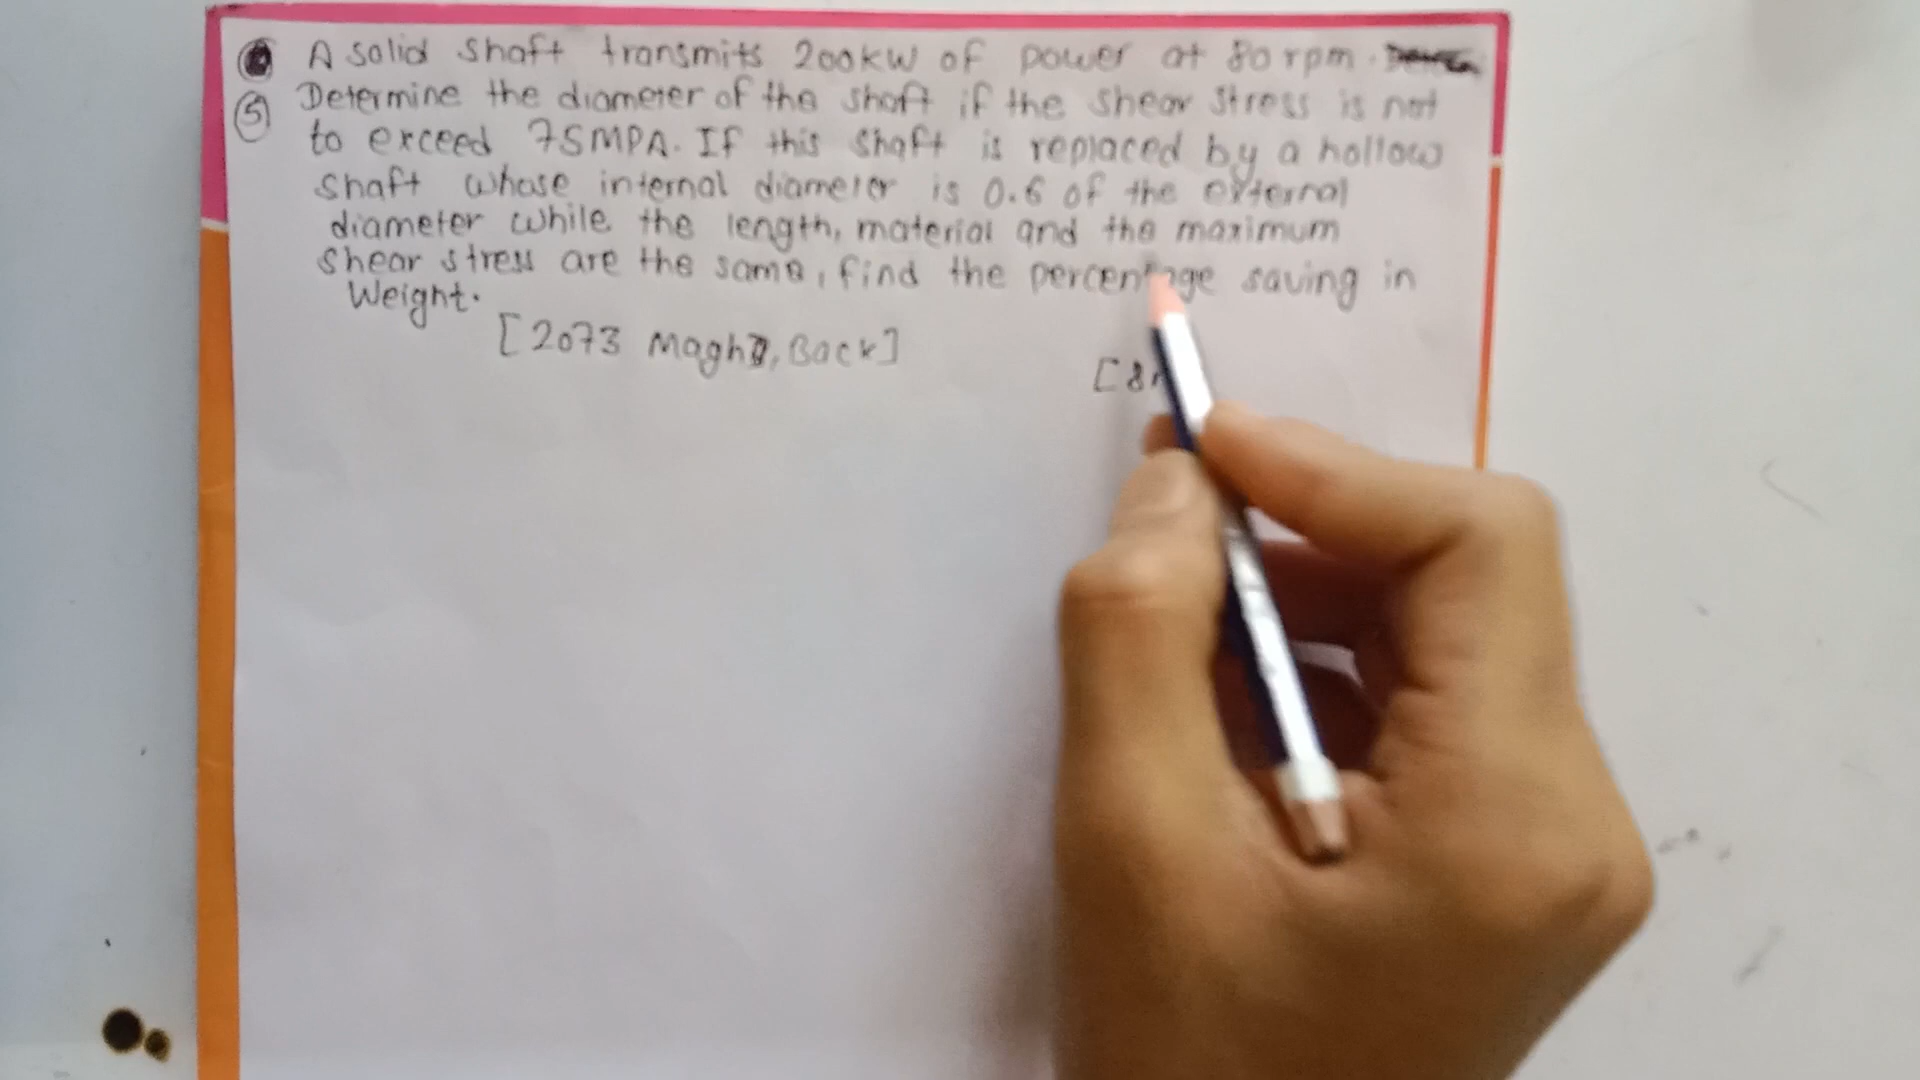 A solid shaft transmits 200kW of power at 80 rpm.
(5) Determine the diameter of the shaft if the shear stress is not
to exceed 75MPA. If this shaft is replaced by a hollow
shaft whose internal diameter is 0.6 of the external
diameter while the length, material and the maximum
shear stress are the same, find the percentage saving in
Weight.
[2073 Magh, Back]
[8